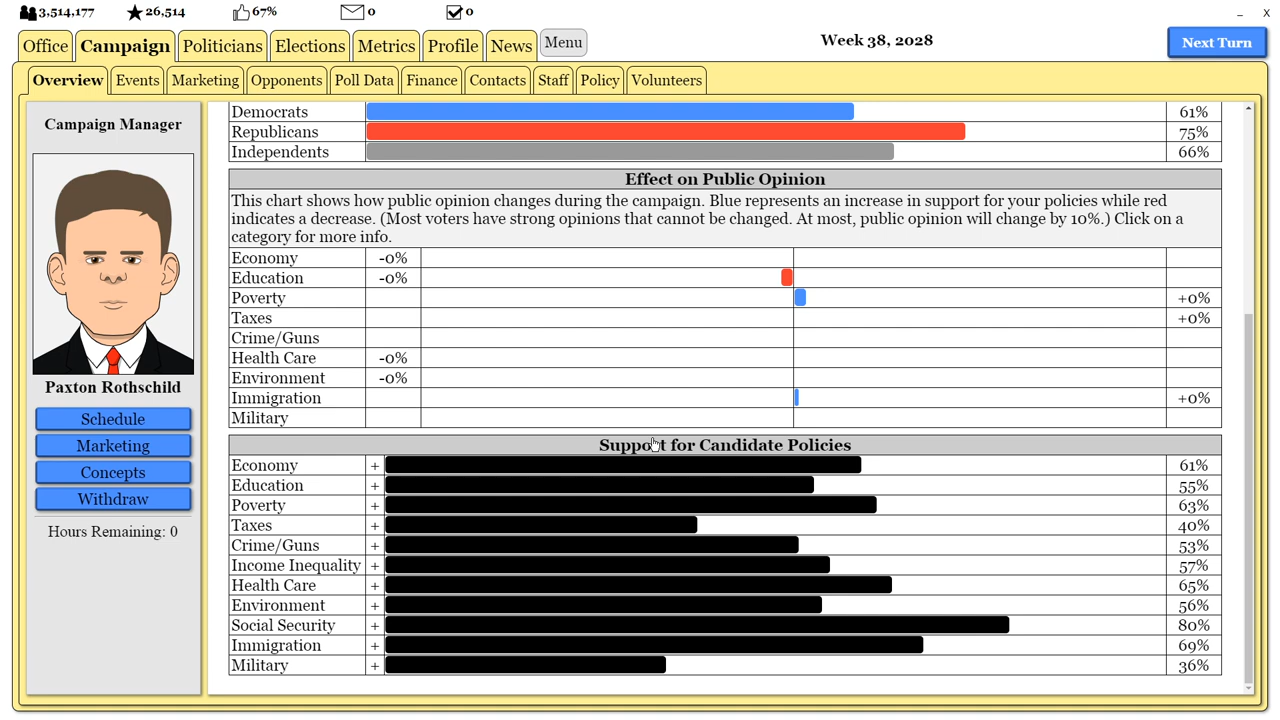 3,514,177 26,514 67% 0 0
_ X
Office Campaign Politicians Elections Metrics Profile News Menu Week 38, 2028 Next Turn
Overview Events Marketing Opponents Poll Data Finance Contacts Staff Policy Volunteers
Campaign Manager
Paxton Rothschild
Schedule
Marketing
Concepts
Withdraw
Hours Remaining: 0
Democrats 61%
Republicans 75%
Independents 66%
Effect on Public Opinion
This chart shows how public opinion changes during the campaign. Blue represents an increase in support for your policies while red
indicates a decrease. (Most voters have strong opinions that cannot be changed. At most, public opinion will change by 10%.) Click on a
category for more info.
Economy -0%
Education -0%
Poverty +0%
Taxes +0%
Crime/Guns
Health Care -0%
Environment -0%
Immigration +0%
Military
Support for Candidate Policies
Economy + 61%
Education + 55%
Poverty + 63%
Taxes + 40%
Crime/Guns + 53%
Income Inequality + 57%
Health Care + 65%
Environment + 56%
Social Security + 80%
Immigration + 69%
Military + 36%